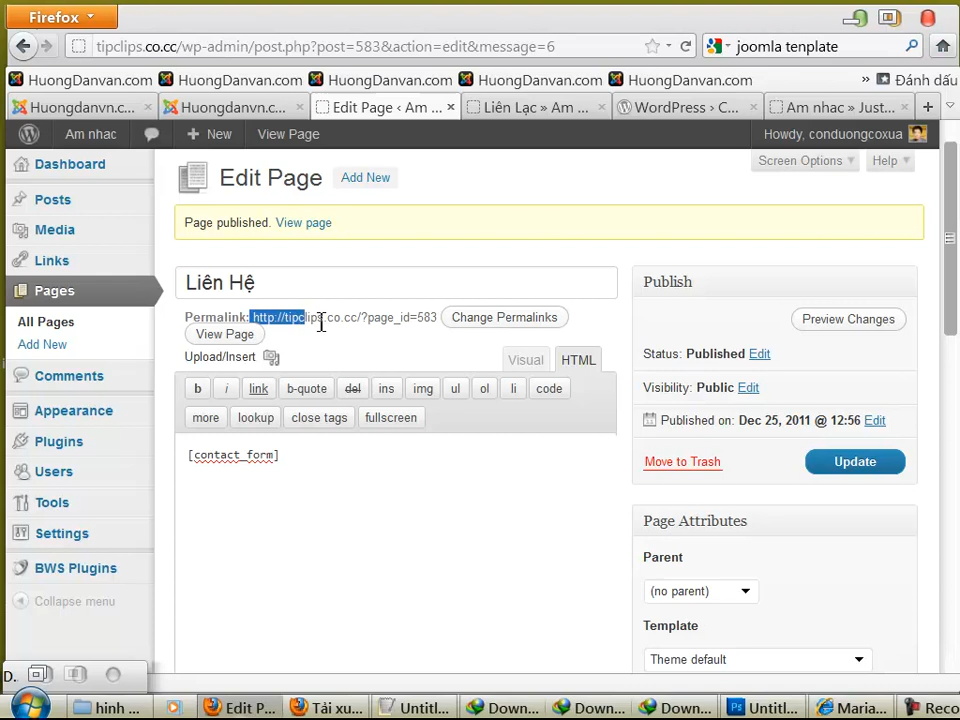 Firefox
tipclips.co.cc/wp-admin/post.php?post=583&action=edit&message=6
joomla tenplate
HuongDanvan.com HuongDanvan.com HuongDanvan.com HuongDanvan.com HuongDanvan.com » Đánh dấu
Huongdanvn.c... Huongdanvn.c... Edit Page ‹ Am ... Liên Lạc » Am ... WordPress › C... Am nhac » Just...
Am nhac New View Page Howdy, conduongcoxua
Screen Options Help
Dashboard
Posts
Media
Links
Pages
All Pages
Add New
Comments
Appearance
Plugins
Users
Tools
Settings
BWS Plugins
Collapse menu
Edit Page Add New
Page published. View page
Liên Hệ
Permalink: http://tipclips.co.cc/?page_id=583 Change Permalinks
View Page
Upload/Insert Visual HTML
b i link b-quote del ins img ul ol li code
more lookup close tags fullscreen
[contact_form]
Publish
Preview Changes
Status: Published Edit
Visibility: Public Edit
Published on: Dec 25, 2011 @ 12:56 Edit
Move to Trash Update
Page Attributes
Parent
(no parent)
Template
Theme default
D.
hinh ... Edit P... Tải xu... Untitl... Down... Down... Down... Untitl... Maria... Reco